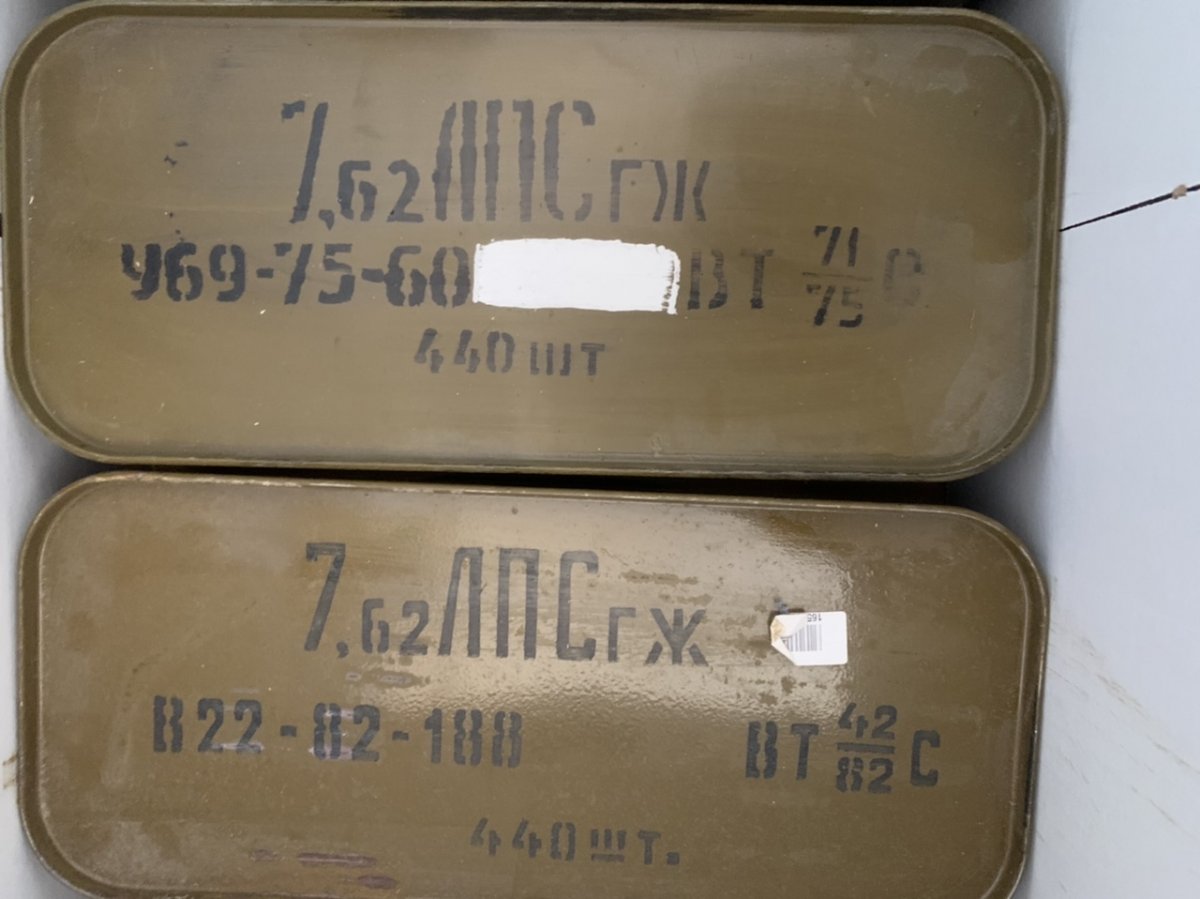 7,62 ЛПС гж
У69-75-60 ВТ 71/75 С
440 шт
7,62 ЛПС гж
165
В22-82-188 ВТ 42/82 С
440 шт.